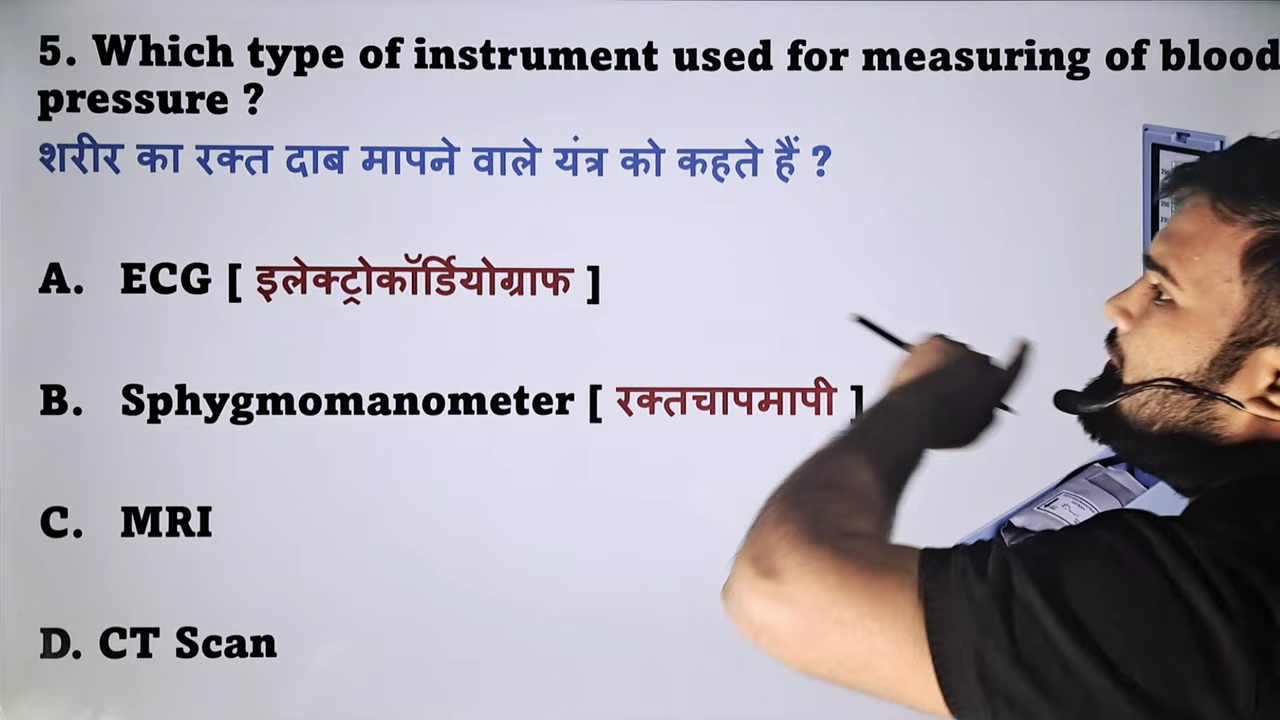 5. Which type of instrument used for measuring of blood
pressure ?
शरीर का रक्त दाब मापने वाले यंत्र को कहते हैं ?
A. ECG [ इलेक्ट्रोकॉर्डियोग्राफ ]
B. Sphygmomanometer [ रक्तचापमापी ]
C. MRI
D. CT Scan